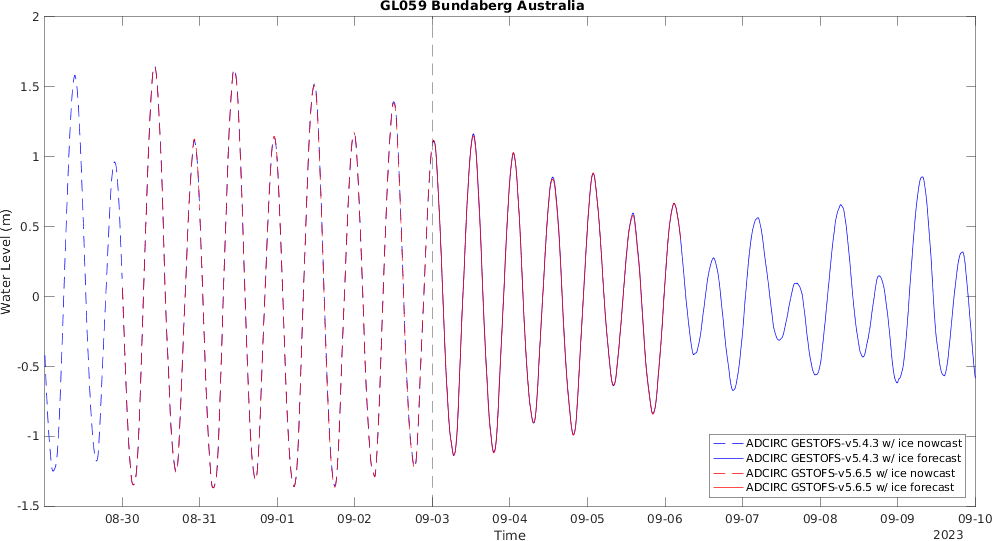 GL059 Bundaberg Australia
2
1.5
1
0.5
0
-0.5
-1
-1.5
Water Level (m)
ADCIRC GESTOFS-v5.4.3 w/ ice nowcast
ADCIRC GESTOFS-v5.4.3 w/ ice forecast
ADCIRC GSTOFS-v5.6.5 w/ ice nowcast
ADCIRC GSTOFS-v5.6.5 w/ ice forecast
08-30 08-31 09-01 09-02 09-03 09-04 09-05 09-06 09-07 09-08 09-09 09-10
Time
2023